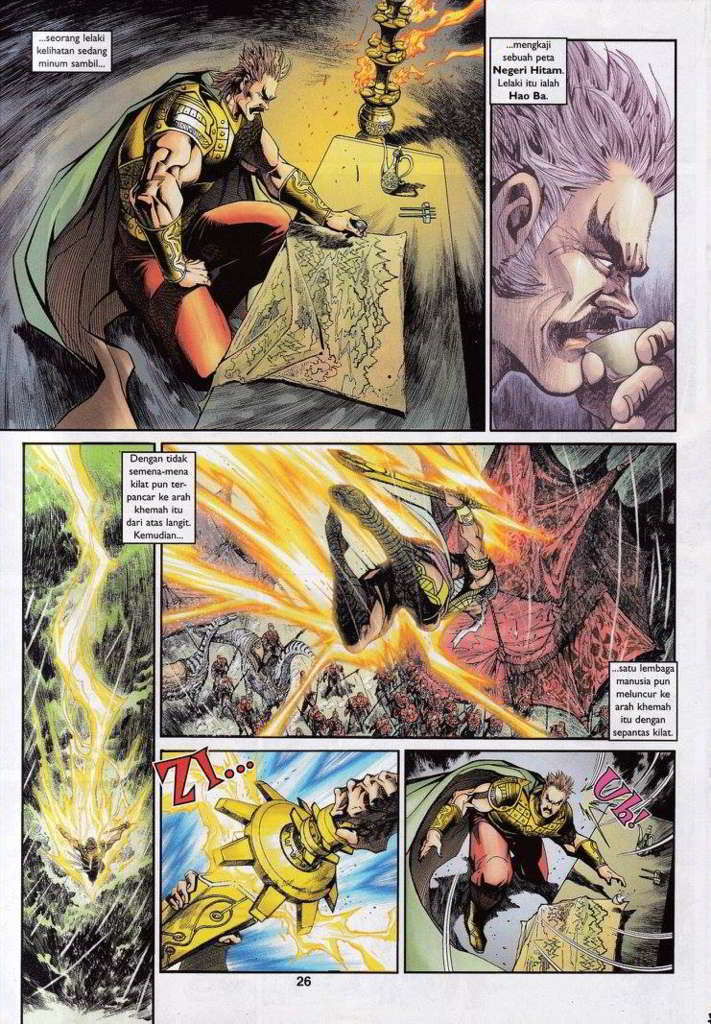 ...seorang lelaki
kelihatan sedang
minum sambil...
...mengkaji
sebuah peta
Negeri Hitam.
Lelaki itu ialah
Hao Ba.
Dengan tidak
semena-mena
kilat pun ter-
pancar ke arah
khemah itu
dari atas langit.
Kemudian...
...satu lembaga
manusia pun
meluncur ke
arah khemah
itu dengan
sepantas kilat.
ZI...
Uh!
26